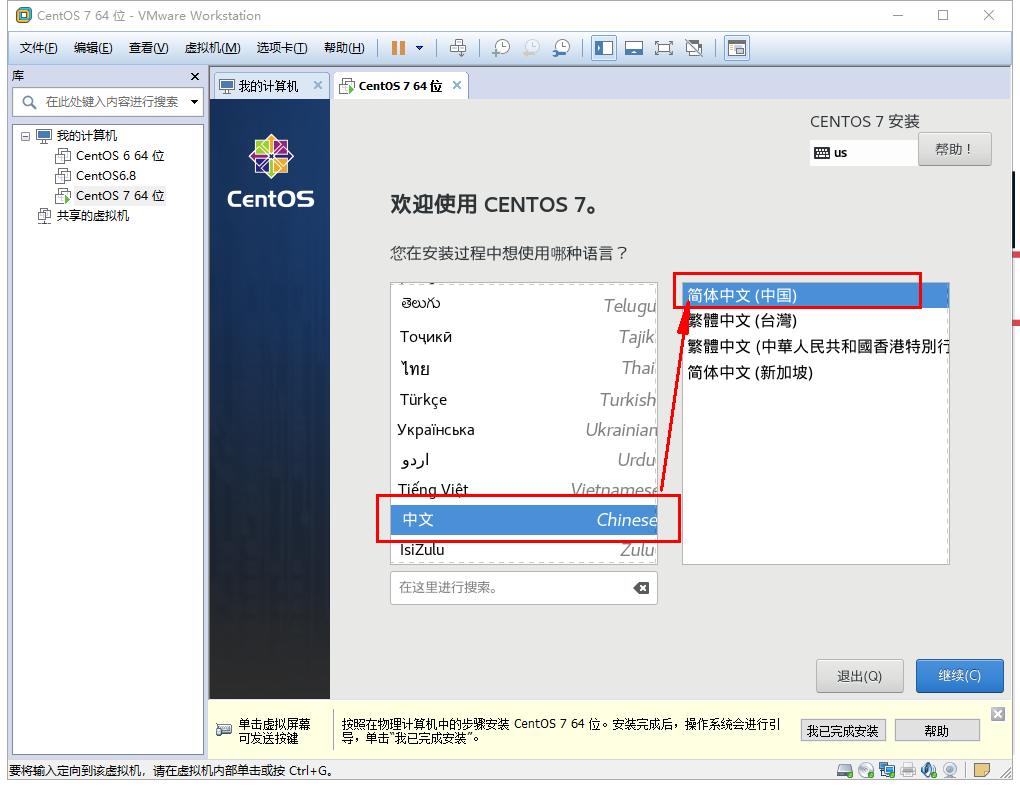 CentOS 7 64 位 - VMware Workstation
文件(F) 编辑(E) 查看(V) 虚拟机(M) 选项卡(T) 帮助(H)
库
在此处键入内容进行搜索
我的计算机
CentOS 6 64 位
CentOS6.8
CentOS 7 64 位
共享的虚拟机
我的计算机
CentOS 7 64 位
CentOS
CENTOS 7 安装
us
帮助！
欢迎使用 CENTOS 7。
您在安装过程中想使用哪种语言？
తెలుగు Telugu
Тоҷикӣ Tajik
ไทย Thai
Türkçe Turkish
Українська Ukrainian
اردو Urdu
Tiếng Việt Vietnamese
中文 Chinese
IsiZulu Zulu
在这里进行搜索。
简体中文 (中国)
繁體中文 (台灣)
繁體中文 (中華人民共和國香港特別行
简体中文 (新加坡)
退出(Q)
继续(C)
单击虚拟屏幕
可发送按键
按照在物理计算机中的步骤安装 CentOS 7 64 位。安装完成后，操作系统会进行引
导，单击“我已完成安装”。
我已完成安装
帮助
要将输入定向到该虚拟机，请在虚拟机内部单击或按 Ctrl+G。